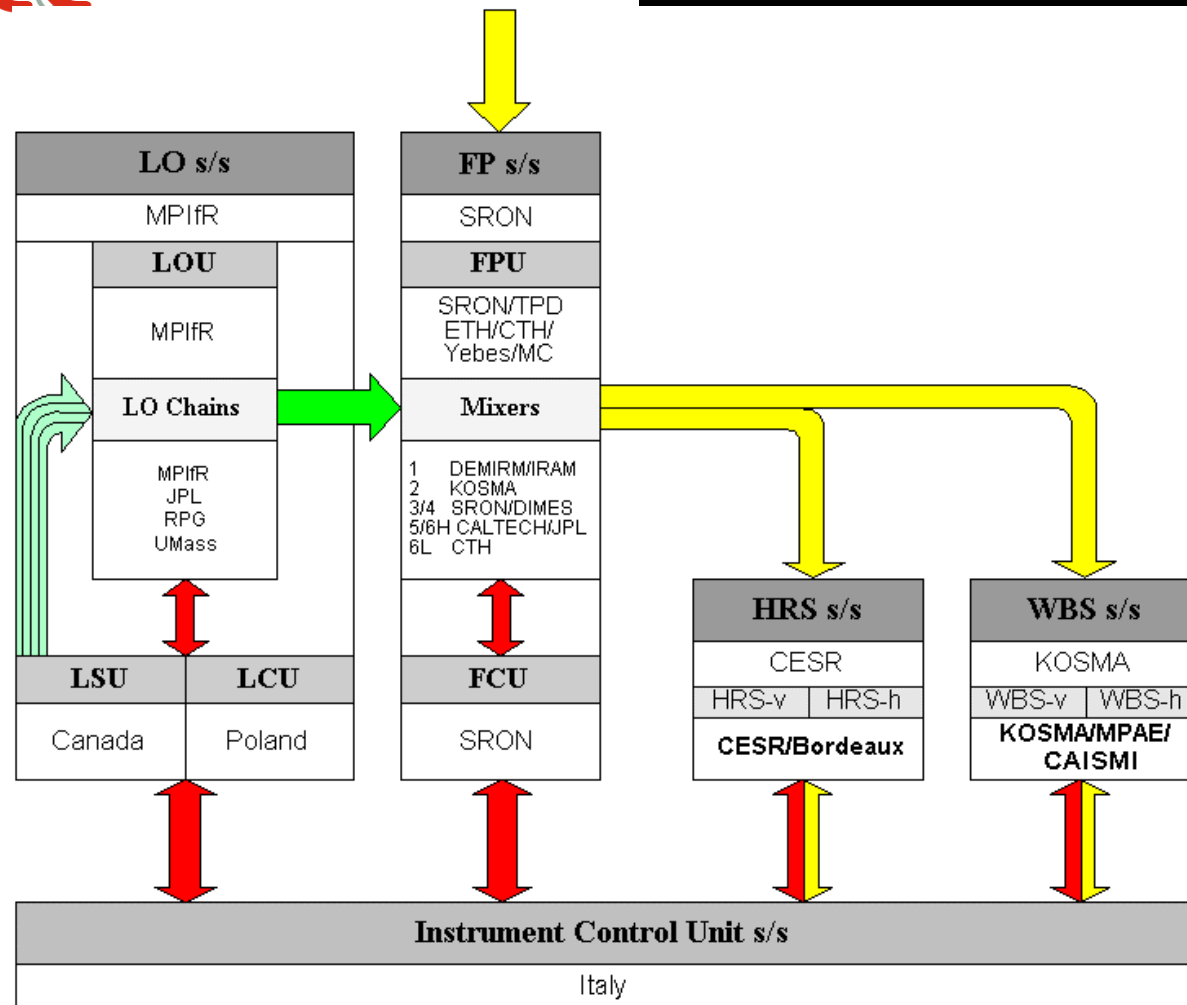 LO s/s
MPIfR
LOU
MPIfR
LO Chains
MPIfR
JPL
RPG
UMass
LSU
LCU
Canada
Poland
FP s/s
SRON
FPU
SRON/TPD
ETH/CTH/
Yebes/MC
Mixers
1 DEMIRM/IRAM
2 KOSMA
3/4 SRON/DIMES
5/6H CALTECH/JPL
6L CTH
FCU
SRON
HRS s/s
CESR
HRS-v HRS-h
CESR/Bordeaux
WBS s/s
KOSMA
WBS-v WBS-h
KOSMA/MPAE/
CAISMI
Instrument Control Unit s/s
Italy